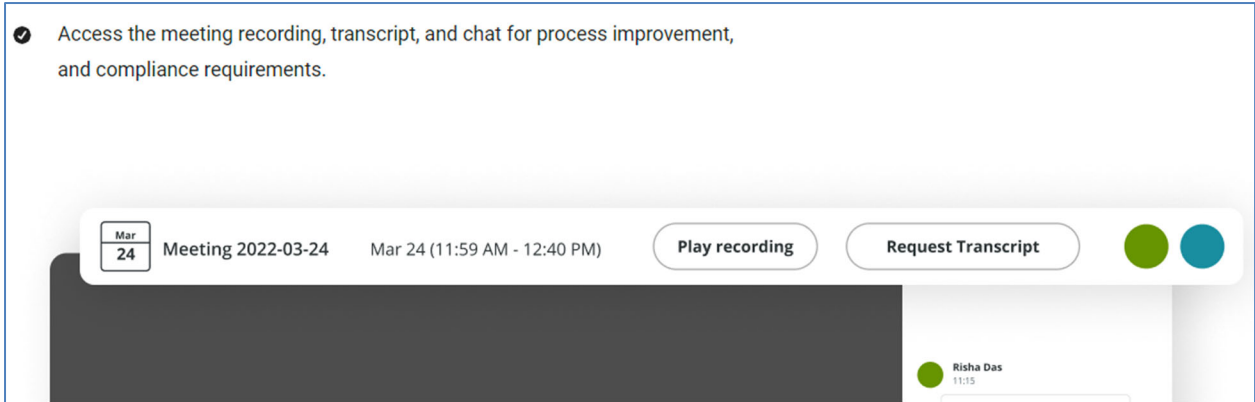 Access the meeting recording, transcript, and chat for process improvement,
and compliance requirements.
Mar
24
Meeting 2022-03-24
Mar 24 (11:59 AM - 12:40 PM)
Play recording
Request Transcript
Risha Das
11:15